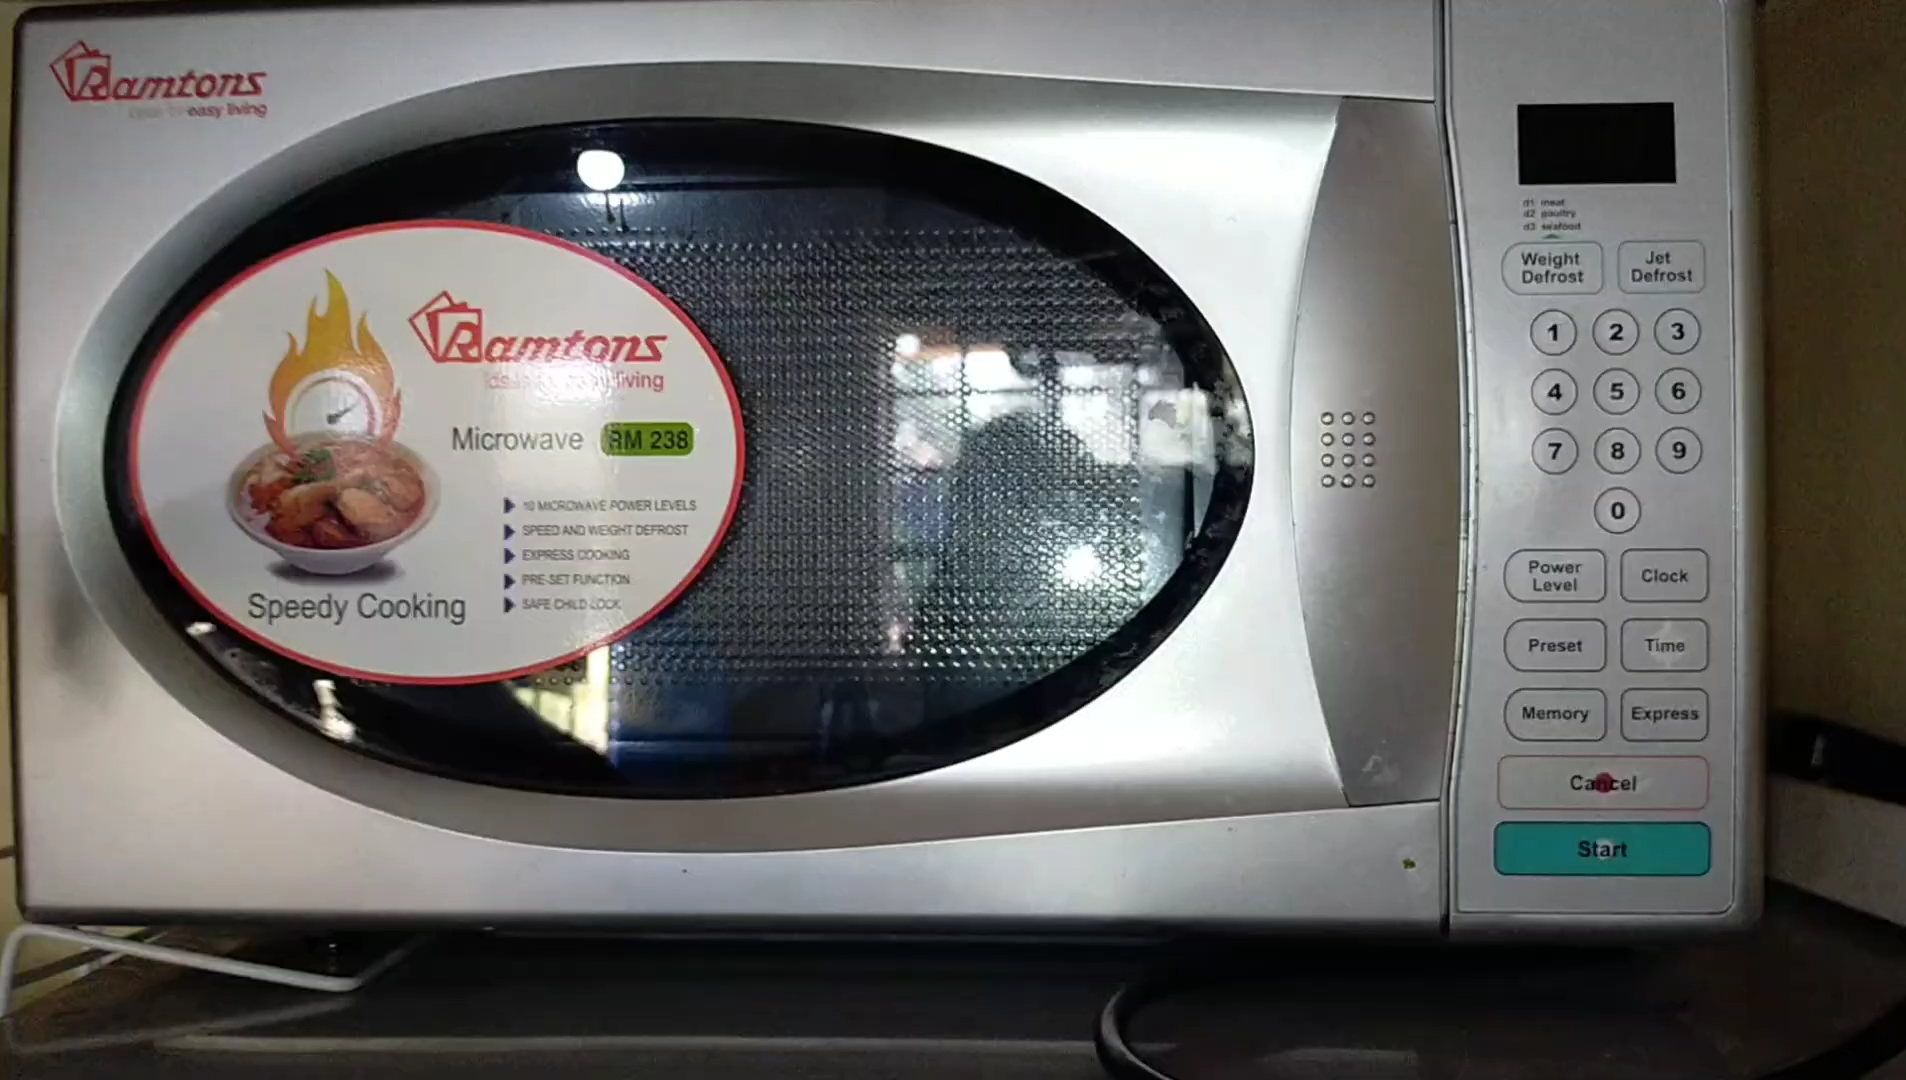 Ramtons
easy living
Ramtons
living
Microwave RM 238
10 MICROWAVE POWER LEVELS
SPEED AND WEIGHT DEFROST
EXPRESS COOKING
PRE-SET FUNCTION
SAFE CHILD LOCK
Speedy Cooking
d1 meat
d2 poultry
d3 seafood
Weight Defrost
Jet Defrost
1 2 3
4 5 6
7 8 9
0
Power Level
Clock
Preset
Time
Memory
Express
Cancel
Start